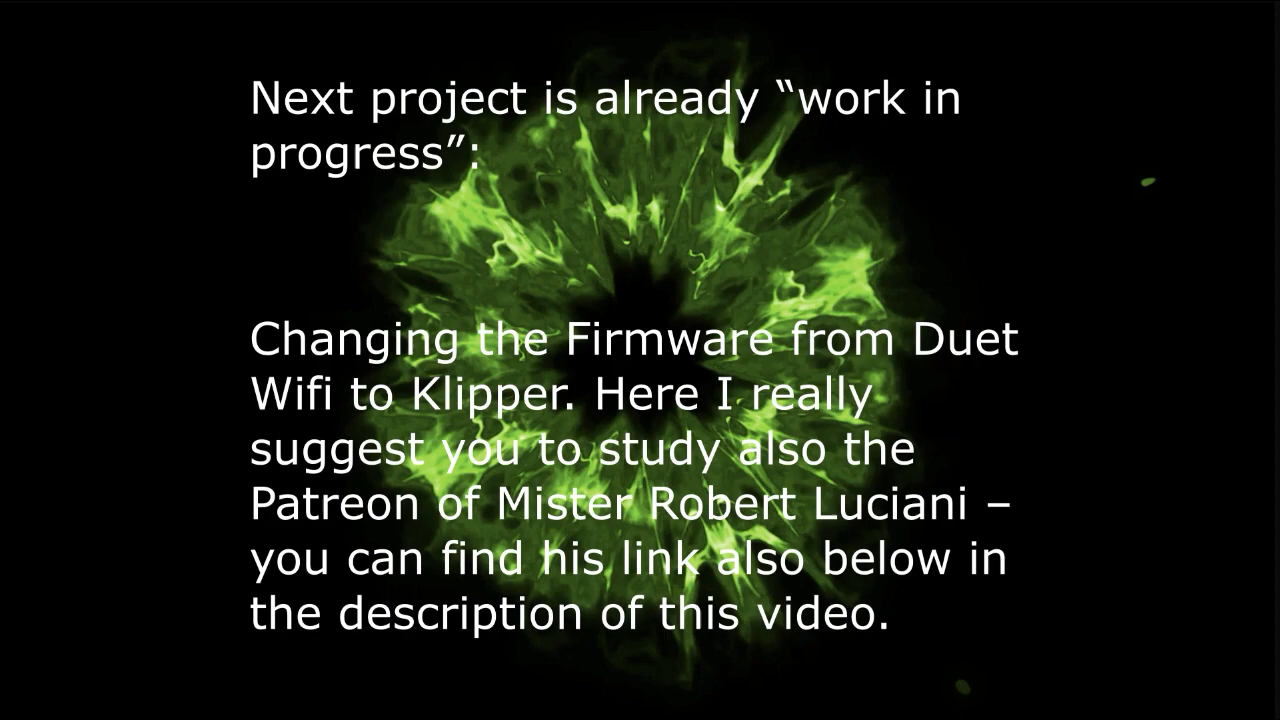 Next project is already “work in
progress”:
Changing the Firmware from Duet
Wifi to Klipper. Here I really
suggest you to study also the
Patreon of Mister Robert Luciani –
you can find his link also below in
the description of this video.